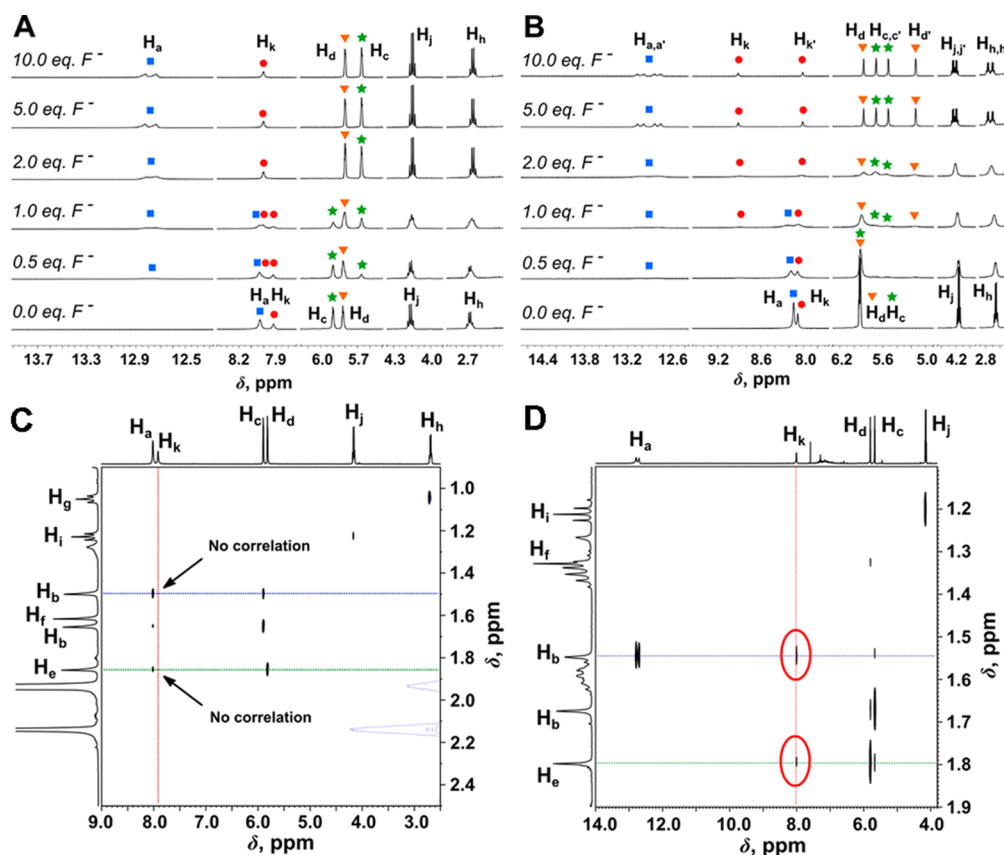 A
Ha Hk Hd Hc Hj Hh
10.0 eq. F⁻
5.0 eq. F⁻
2.0 eq. F⁻
1.0 eq. F⁻
0.5 eq. F⁻
0.0 eq. F⁻
Ha Hk Hc Hd Hj Hh
13.7 13.3 12.9 12.5 8.2 7.9 6.0 5.8 5.6 4.3 4.0 2.7
δ, ppm
B
Ha,a' Hk Hk' Hd Hc,c' Hd' Hj,j' Hh,h
10.0 eq. F⁻
5.0 eq. F⁻
2.0 eq. F⁻
1.0 eq. F⁻
0.5 eq. F⁻
0.0 eq. F⁻
Ha Hk Hd Hc Hj Hh
14.4 13.8 13.2 12.6 9.2 8.6 8.0 6.2 5.6 5.0 4.2 2.8
δ, ppm
C
Ha Hk Hc Hd Hj Hh
Hg
Hi
Hb
Hf
Hb
He
No correlation
No correlation
1.0
1.2
1.4
1.6
1.8
2.0
2.2
2.4
δ, ppm
9.0 8.0 7.0 6.0 5.0 4.0 3.0
δ, ppm
D
Ha Hk Hd Hc Hj
Hi
Hf
Hb
Hb
He
1.2
1.3
1.4
1.5
1.6
1.7
1.8
1.9
δ, ppm
14.0 12.0 10.0 8.0 6.0 4.0
δ, ppm